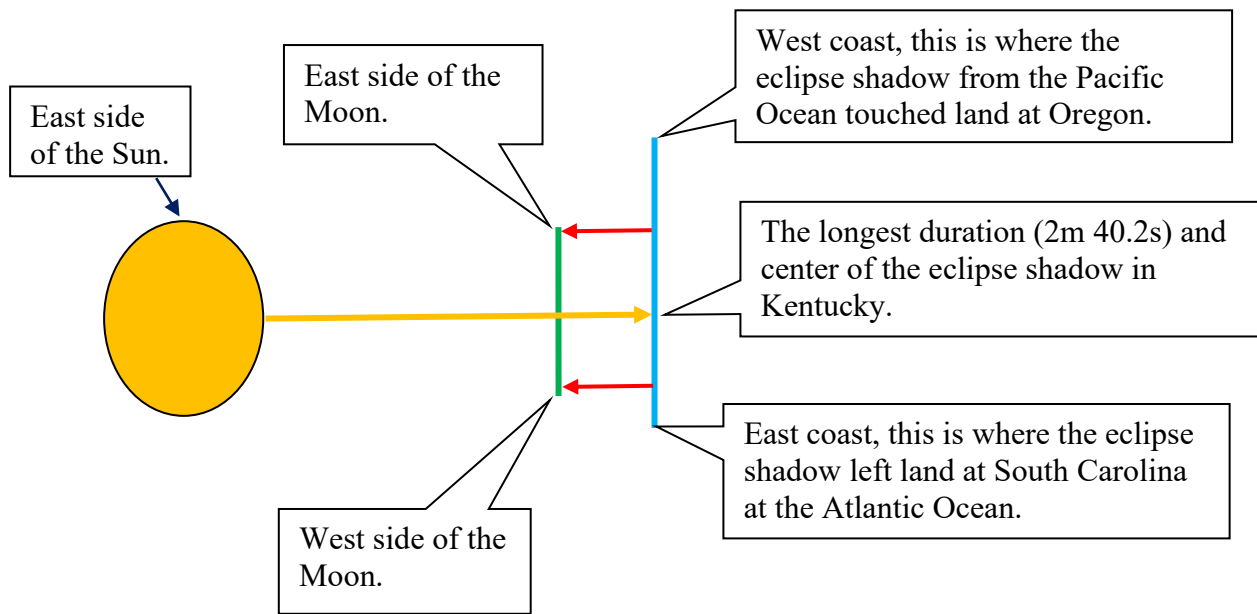 East side
of the Sun.
East side of the
Moon.
West coast, this is where the
eclipse shadow from the Pacific
Ocean touched land at Oregon.
The longest duration (2m 40.2s) and
center of the eclipse shadow in
Kentucky.
West side of the
Moon.
East coast, this is where the eclipse
shadow left land at South Carolina
at the Atlantic Ocean.